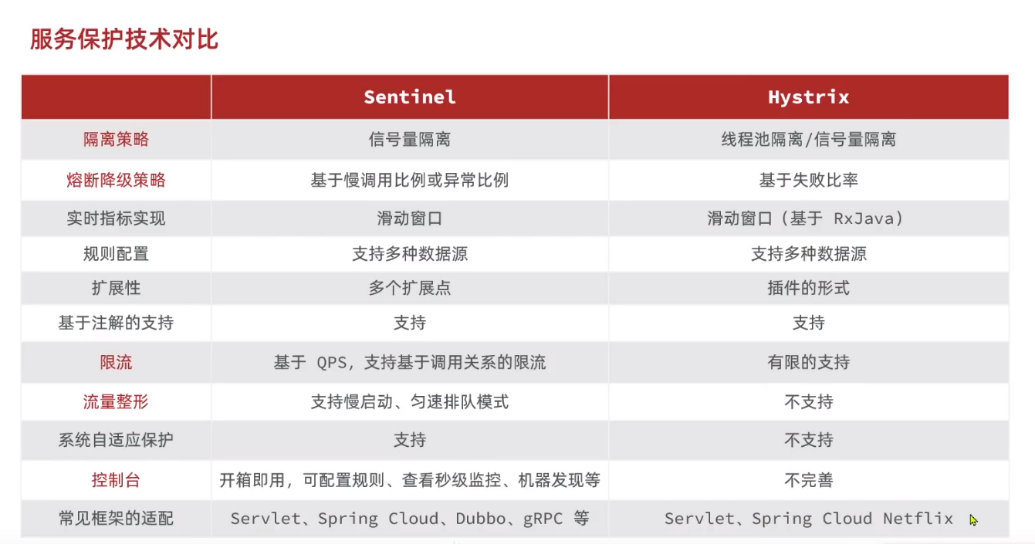 服务保护技术对比
Sentinel Hystrix
隔离策略 信号量隔离 线程池隔离/信号量隔离
熔断降级策略 基于慢调用比例或异常比例 基于失败比率
实时指标实现 滑动窗口 滑动窗口（基于 RxJava）
规则配置 支持多种数据源 支持多种数据源
扩展性 多个扩展点 插件的形式
基于注解的支持 支持 支持
限流 基于 QPS，支持基于调用关系的限流 有限的支持
流量整形 支持慢启动、匀速排队模式 不支持
系统自适应保护 支持 不支持
控制台 开箱即用，可配置规则、查看秒级监控、机器发现等 不完善
常见框架的适配 Servlet、Spring Cloud、Dubbo、gRPC 等 Servlet、Spring Cloud Netflix